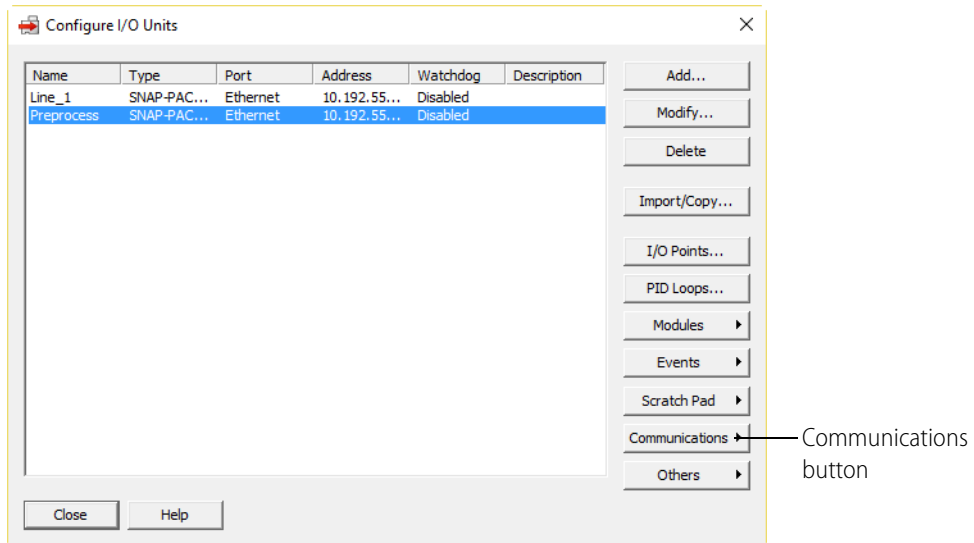 Configure I/O Units
Name Type Port Address Watchdog Description
Line_1 SNAP-PAC... Ethernet 10.192.55... Disabled
Preprocess SNAP-PAC... Ethernet 10.192.55... Disabled
Add...
Modify...
Delete
Import/Copy...
I/O Points...
PID Loops...
Modules
Events
Scratch Pad
Communications
Others
Communications
button
Close Help